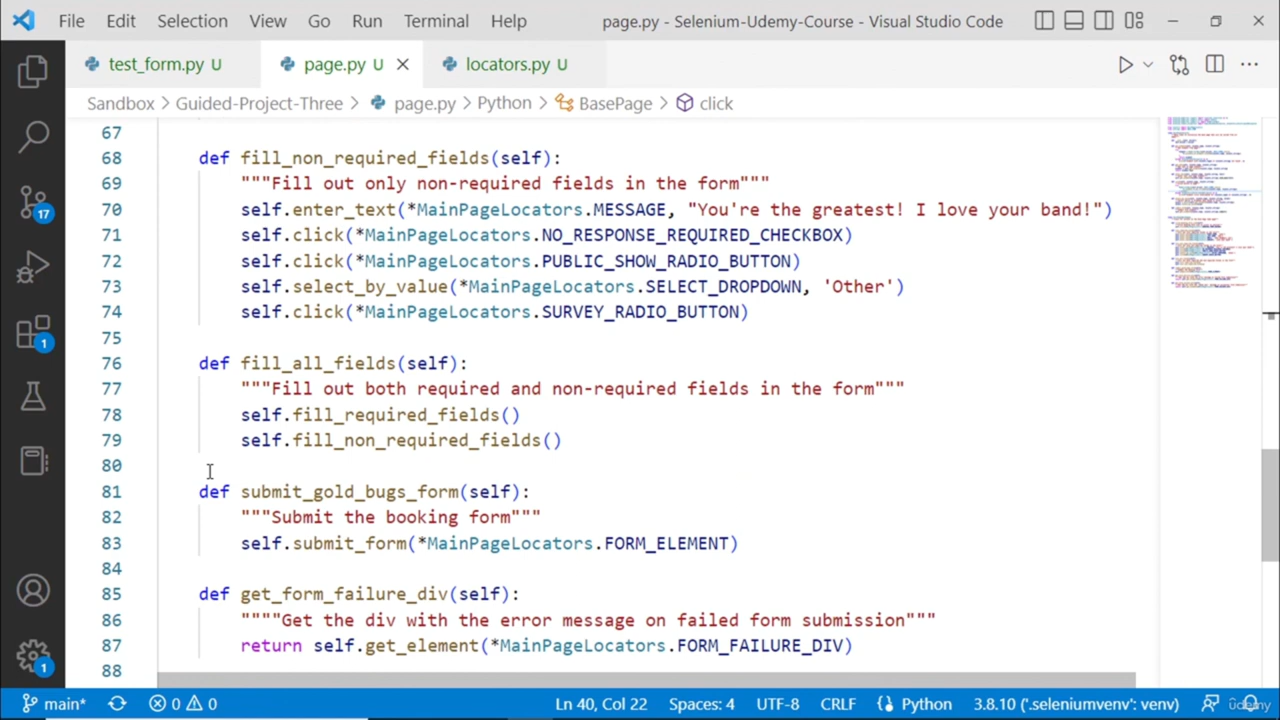 File Edit Selection View Go Run Terminal Help page.py - Selenium-Udemy-Course - Visual Studio Code
test_form.py U page.py U locators.py U
Sandbox > Guided-Project-Three > page.py > Python > BasePage > click
67
68 def fill_non_required_fields(self):
69 """Fill out only non-required fields in the form"""
70 self.enter_text(*MainPageLocators.MESSAGE, "You're the greatest! I love your band!")
71 self.click(*MainPageLocators.NO_RESPONSE_REQUIRED_CHECKBOX)
72 self.click(*MainPageLocators.PUBLIC_SHOW_RADIO_BUTTON)
73 self.select_by_value(*MainPageLocators.SELECT_DROPDOWN, 'Other')
74 self.click(*MainPageLocators.SURVEY_RADIO_BUTTON)
75
76 def fill_all_fields(self):
77 """Fill out both required and non-required fields in the form"""
78 self.fill_required_fields()
79 self.fill_non_required_fields()
80
81 def submit_gold_bugs_form(self):
82 """Submit the booking form"""
83 self.submit_form(*MainPageLocators.FORM_ELEMENT)
84
85 def get_form_failure_div(self):
86 """"Get the div with the error message on failed form submission"""
87 return self.get_element(*MainPageLocators.FORM_FAILURE_DIV)
88
17
1
1
main* 0 0 Ln 40, Col 22 Spaces: 4 UTF-8 CRLF Python 3.8.10 ('.seleniumvenv': venv)
udemy